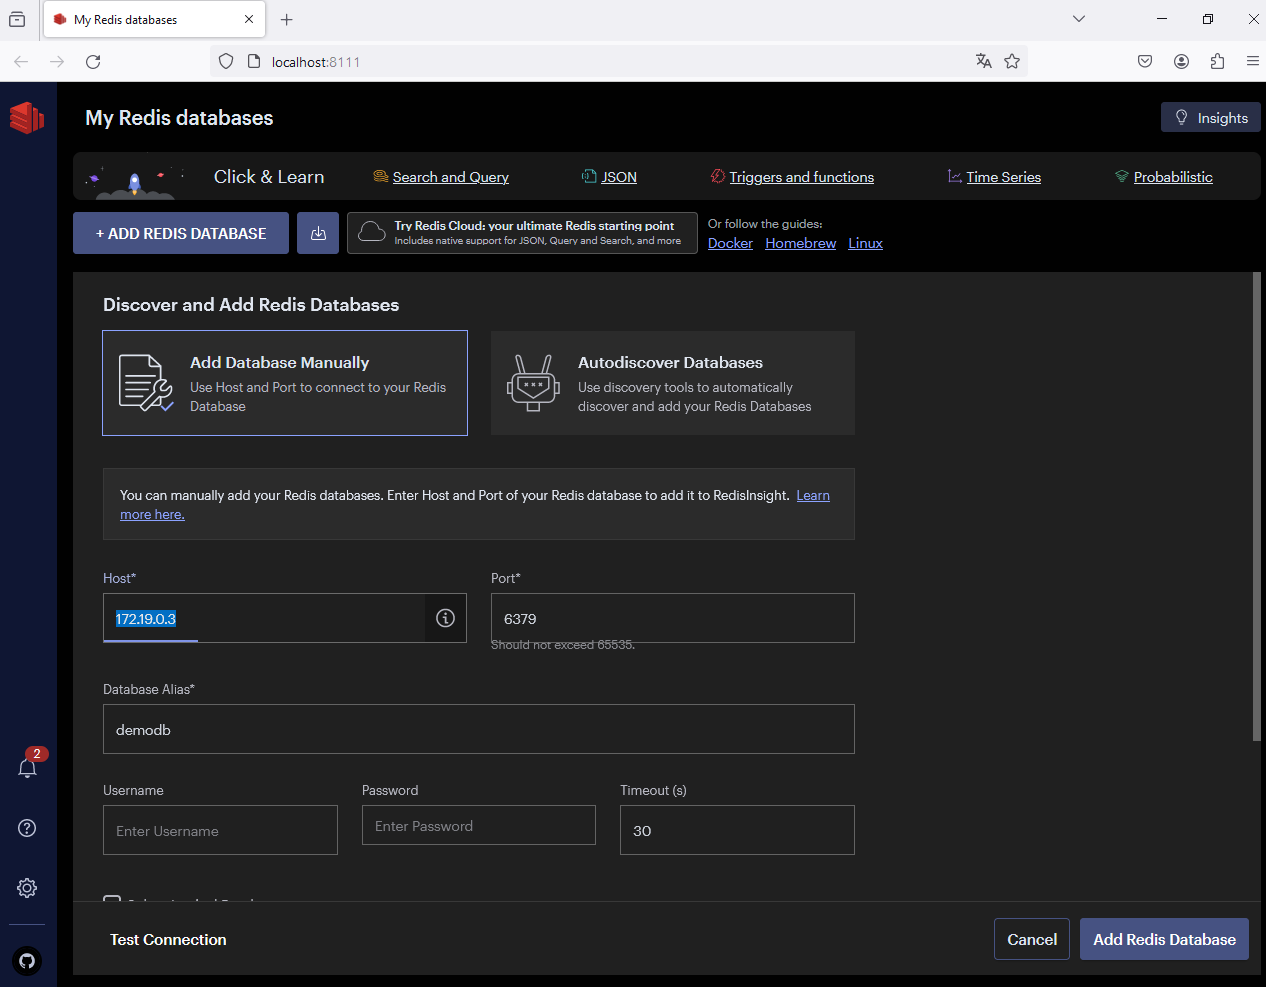 My Redis databases
localhost:8111
My Redis databases
Insights
Click & Learn
Search and Query
JSON
Triggers and functions
Time Series
Probabilistic
+ ADD REDIS DATABASE
Try Redis Cloud: your ultimate Redis starting point
Includes native support for JSON, Query and Search, and more
Or follow the guides:
Docker Homebrew Linux
Discover and Add Redis Databases
Add Database Manually
Use Host and Port to connect to your Redis
Database
Autodiscover Databases
Use discovery tools to automatically
discover and add your Redis Databases
You can manually add your Redis databases. Enter Host and Port of your Redis database to add it to RedisInsight. Learn
more here.
Host*
Port*
172.19.0.3
6379
Should not exceed 65535.
Database Alias*
demodb
2
Username
Password
Timeout (s)
Enter Username
Enter Password
30
Test Connection
Cancel
Add Redis Database